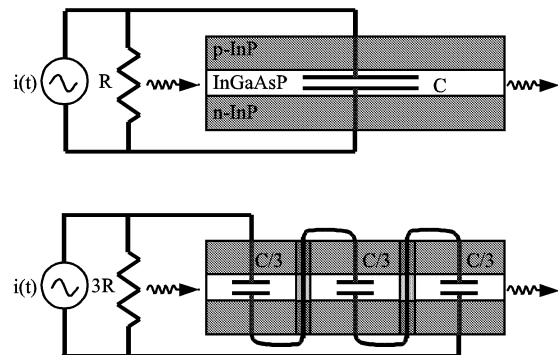 p-InP
i(t)
R
InGaAsP
C
n-InP
C/3
C/3
C/3
i(t)
3R